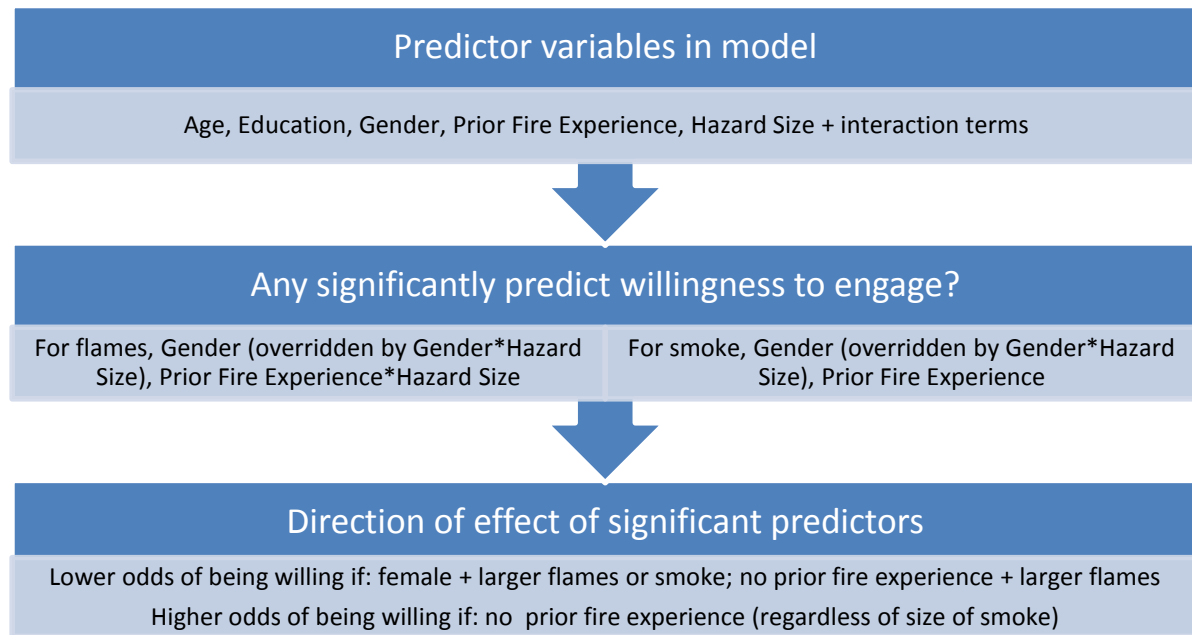 Predictor variables in model
Age, Education, Gender, Prior Fire Experience, Hazard Size + interaction terms
Any significantly predict willingness to engage?
For flames, Gender (overridden by Gender*Hazard
Size), Prior Fire Experience*Hazard Size
For smoke, Gender (overridden by Gender*Hazard
Size), Prior Fire Experience
Direction of effect of significant predictors
Lower odds of being willing if: female + larger flames or smoke; no prior fire experience + larger flames
Higher odds of being willing if: no prior fire experience (regardless of size of smoke)